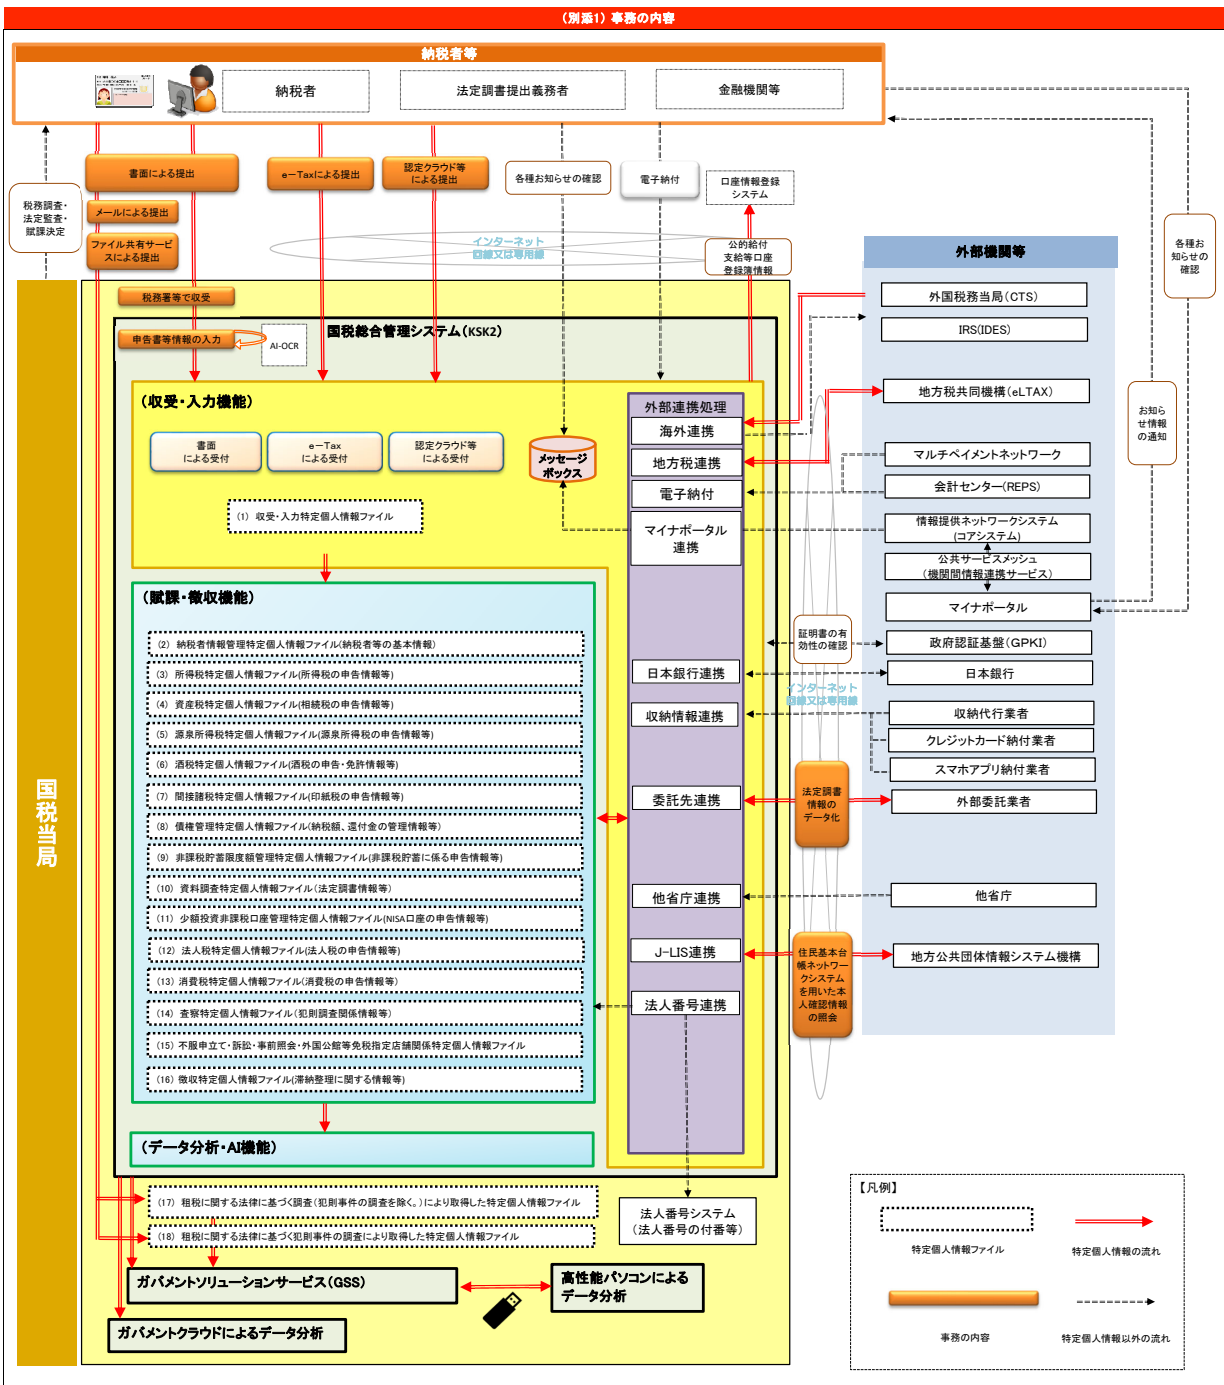 (別添1) 事務の内容
納税者等
納税者
法定調書提出義務者
金融機関等
税務調査・
法定監査・
賦課決定
書面による提出
メールによる提出
ファイル共有サービ
スによる提出
e-Taxによる提出
認定クラウド等
による提出
各種お知らせの確認
電子納付
口座情報登録
システム
インターネット
回線又は専用線
公的給付
支給等口座
登録簿情報
各種お
知らせの
確認
お知ら
せ情報
の通知
外部機関等
外国税務当局(CTS)
IRS(IDES)
地方税共同機構(eLTAX)
マルチペイメントネットワーク
会計センター(REPS)
情報提供ネットワークシステム
(コアシステム)
公共サービスメッシュ
(機関間情報連携サービス)
マイナポータル
政府認証基盤(GPKI)
日本銀行
収納代行業者
クレジットカード納付業者
スマホアプリ納付業者
外部委託業者
他省庁
地方公共団体情報システム機構
国税当局
税務署等で収受
申告書等情報の入力
AI-OCR
国税総合管理システム(KSK2)
(収受・入力機能)
書面
による受付
e-Tax
による受付
認定クラウド等
による受付
メッセージ
ボックス
(1) 収受・入力特定個人情報ファイル
外部連携処理
海外連携
地方税連携
電子納付
マイナポータル
連携
日本銀行連携
収納情報連携
委託先連携
他省庁連携
J-LIS連携
法人番号連携
証明書の有
効性の確認
インターネット
回線又は専用線
法定調書
情報の
データ化
住民基本台
帳ネットワー
クシステム
を用いた本
人確認情報
の照会
(賦課・徴収機能)
(2) 納税者情報管理特定個人情報ファイル(納税者等の基本情報)
(3) 所得税特定個人情報ファイル(所得税の申告情報等)
(4) 資産税特定個人情報ファイル(相続税の申告情報等)
(5) 源泉所得税特定個人情報ファイル(源泉所得税の申告情報等)
(6) 酒税特定個人情報ファイル(酒税の申告・免許情報等)
(7) 間接諸税特定個人情報ファイル(印紙税の申告情報等)
(8) 債権管理特定個人情報ファイル(納税額、還付金の管理情報等)
(9) 非課税貯蓄限度額管理特定個人情報ファイル(非課税貯蓄に係る申告情報等)
(10) 資料調査特定個人情報ファイル(法定調書情報等)
(11) 少額投資非課税口座管理特定個人情報ファイル(NISA口座の申告情報等)
(12) 法人税特定個人情報ファイル(法人税の申告情報等)
(13) 消費税特定個人情報ファイル(消費税の申告情報等)
(14) 査察特定個人情報ファイル(犯則調査関係情報等)
(15) 不服申立て・訴訟・事前照会・外国公館等免税指定店舗関係特定個人情報ファイル
(16) 徴収特定個人情報ファイル(滞納整理に関する情報等)
(データ分析・AI機能)
(17) 租税に関する法律に基づく調査(犯則事件の調査を除く。)により取得した特定個人情報ファイル
(18) 租税に関する法律に基づく犯則事件の調査により取得した特定個人情報ファイル
法人番号システム
(法人番号の付番等)
ガバメントソリューションサービス(GSS)
高性能パソコンによる
データ分析
ガバメントクラウドによるデータ分析
【凡例】
特定個人情報ファイル
特定個人情報の流れ
事務の内容
特定個人情報以外の流れ